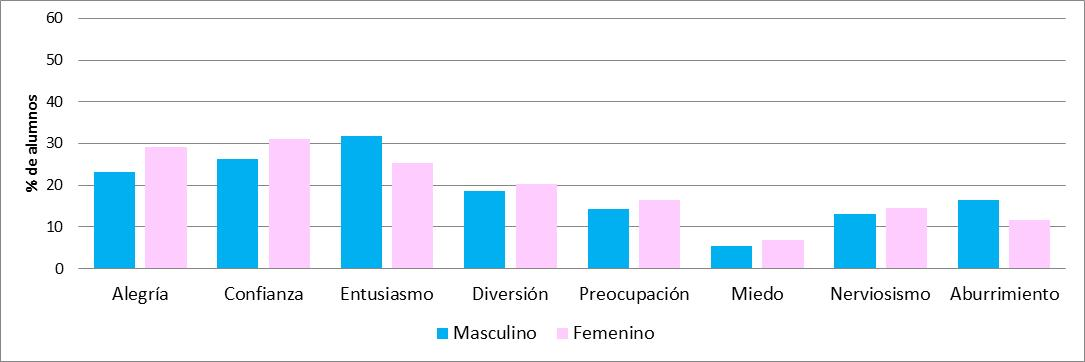 60
50
40
30
20
10
0
% de alumnos
Alegría Confianza Entusiasmo Diversión Preocupación Miedo Nerviosismo Aburrimiento
Masculino Femenino